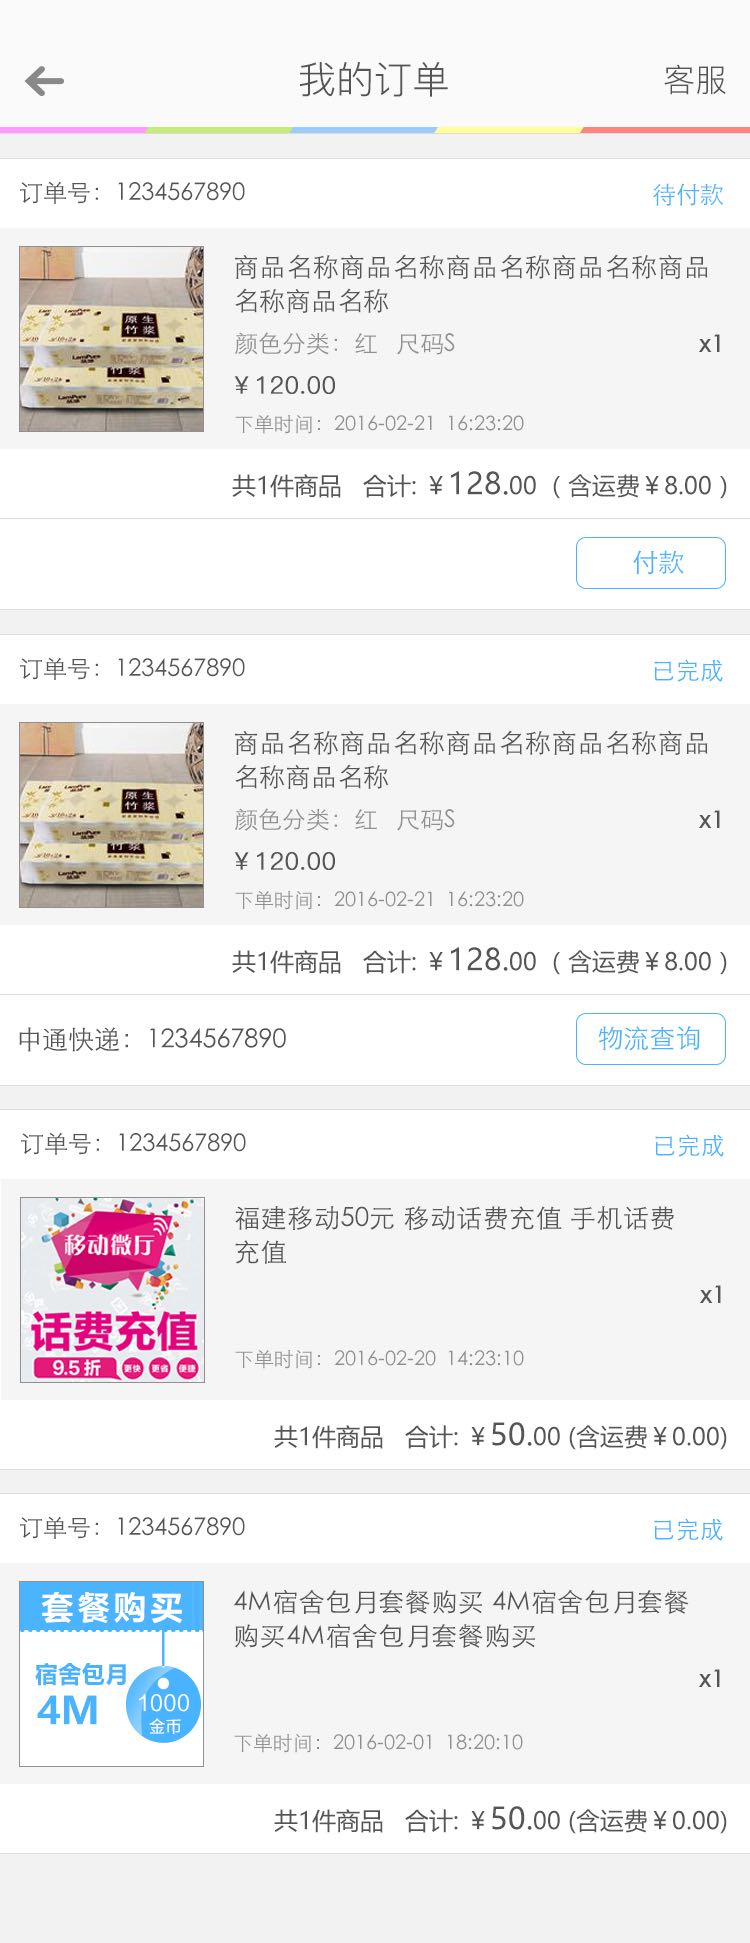 我的订单
客服
订单号：1234567890
待付款
商品名称商品名称商品名称商品名称商品
名称商品名称
颜色分类：红 尺码S
x1
¥120.00
下单时间：2016-02-21 16:23:20
共1件商品 合计: ¥128.00 ( 含运费¥8.00 )
付款
订单号：1234567890
已完成
商品名称商品名称商品名称商品名称商品
名称商品名称
颜色分类：红 尺码S
x1
¥120.00
下单时间：2016-02-21 16:23:20
共1件商品 合计: ¥128.00 ( 含运费¥8.00 )
中通快递：1234567890
物流查询
订单号：1234567890
已完成
移动微厅
话费充值
9.5折 更快 更省 便捷
福建移动50元 移动话费充值 手机话费
充值
x1
下单时间：2016-02-20 14:23:10
共1件商品 合计: ¥50.00 (含运费¥0.00)
订单号：1234567890
已完成
套餐购买
宿舍包月
4M
1000
金币
4M宿舍包月套餐购买 4M宿舍包月套餐
购买4M宿舍包月套餐购买
x1
下单时间：2016-02-01 18:20:10
共1件商品 合计: ¥50.00 (含运费¥0.00)